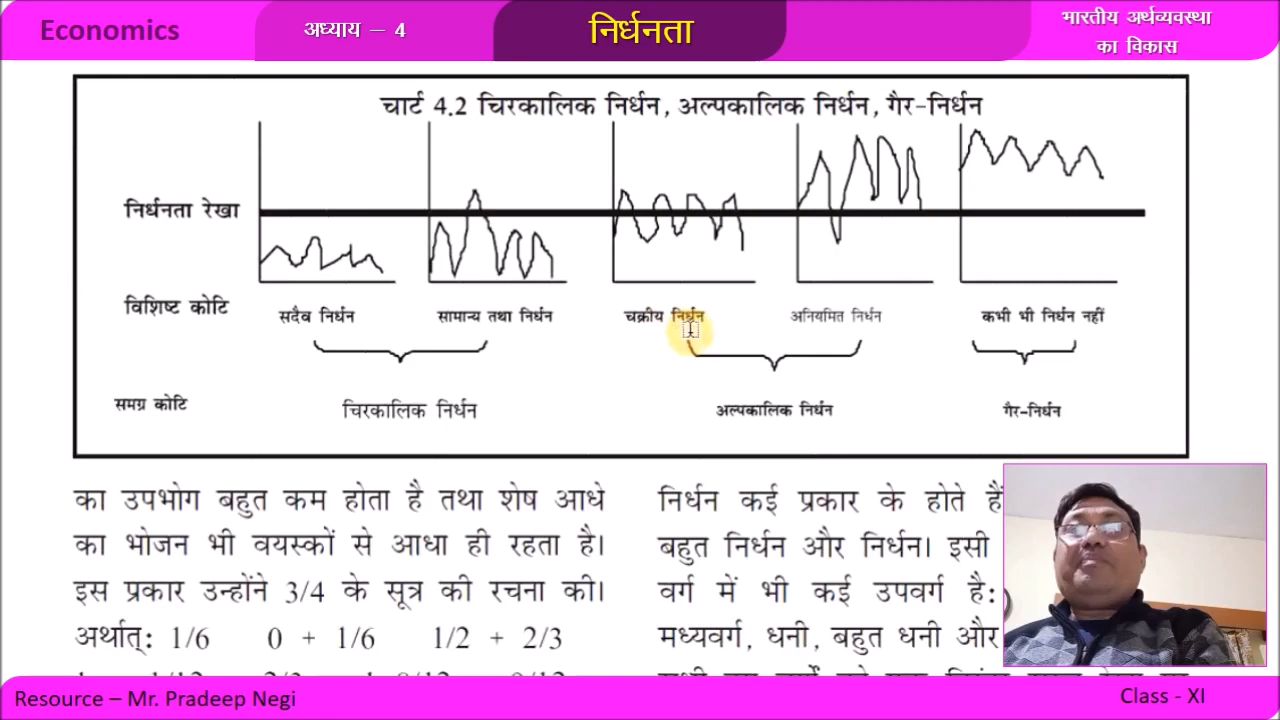 Economics
अध्याय – 4
निर्धनता
भारतीय अर्थव्यवस्था
का विकास
चार्ट 4.2 चिरकालिक निर्धन, अल्पकालिक निर्धन, गैर-निर्धन
निर्धनता रेखा
विशिष्ट कोटि
सदैव निर्धन
सामान्य तथा निर्धन
चक्रीय निर्धन
अनियमित निर्धन
कभी भी निर्धन नहीं
समग्र कोटि
चिरकालिक निर्धन
अल्पकालिक निर्धन
गैर-निर्धन
का उपभोग बहुत कम होता है तथा शेष आधे
का भोजन भी वयस्कों से आधा ही रहता है।
इस प्रकार उन्होंने 3/4 के सूत्र की रचना की।
अर्थात्: 1/6 0 + 1/6 1/2 + 2/3
निर्धन कई प्रकार के होते हैं
बहुत निर्धन और निर्धन। इसी
वर्ग में भी कई उपवर्ग है:
मध्यवर्ग, धनी, बहुत धनी और
Resource – Mr. Pradeep Negi
Class - XI